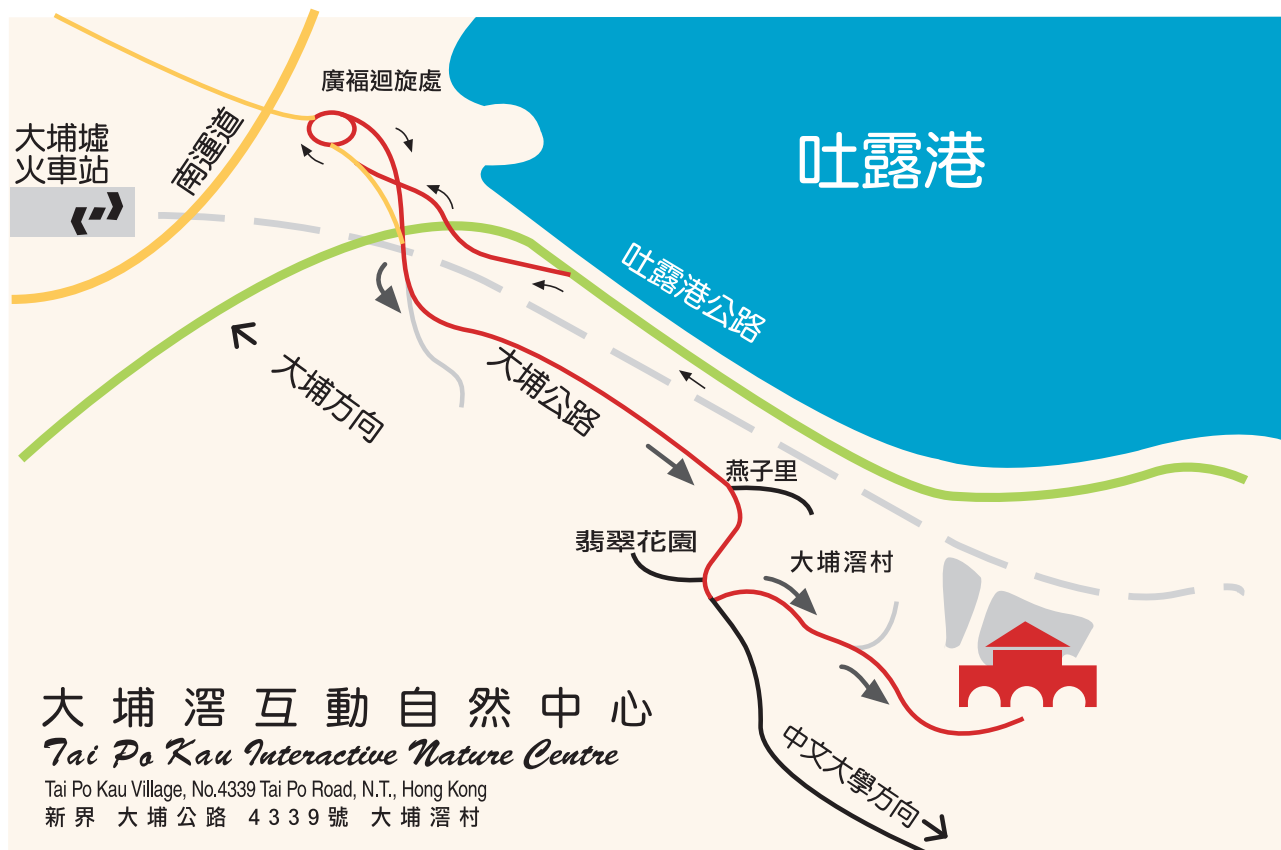 廣福迴旋處
大埔墟
火車站
南運道
吐露港
吐露港公路
大埔公路
大埔方向
燕子里
翡翠花園
大埔滘村
大埔滘互動自然中心
Tai Po Kau Interactive Nature Centre
Tai Po Kau Village, No.4339 Tai Po Road, N.T., Hong Kong
新界 大埔公路 4339號 大埔滘村
中文大學方向